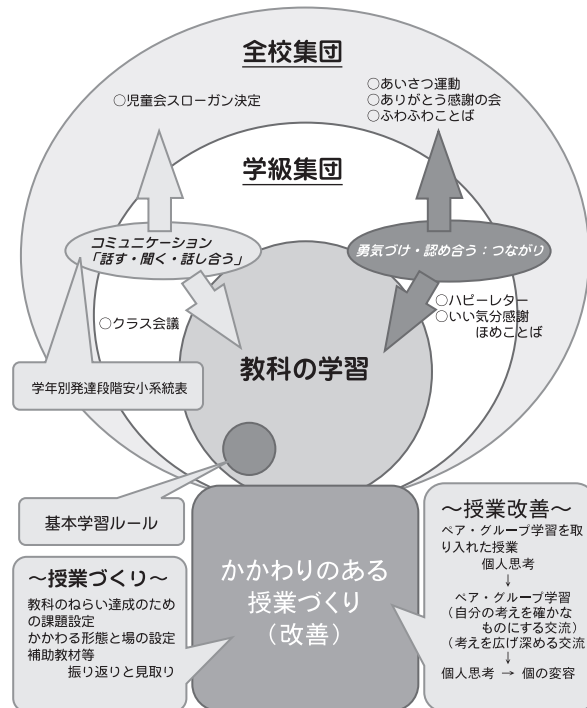 全校集団
○児童会スローガン決定
○あいさつ運動
○ありがとう感謝の会
○ふわふわことば
学級集団
コミュニケーション
「話す・聞く・話し合う」
勇気づけ・認め合う:つながり
○クラス会議
○ハピーレター
○いい気分感謝
ほめことば
教科の学習
学年別発達段階安小系統表
基本学習ルール
〜授業づくり〜
教科のねらい達成のため
の課題設定
かかわる形態と場の設定
補助教材等
振り返りと見取り
かかわりのある
授業づくり
(改善)
〜授業改善〜
ペア・グループ学習を取
り入れた授業
個人思考
↓
ペア・グループ学習
(自分の考えを確かな
ものにする交流)
(考えを広げ深める交流
↓
個人思考 → 個の変容